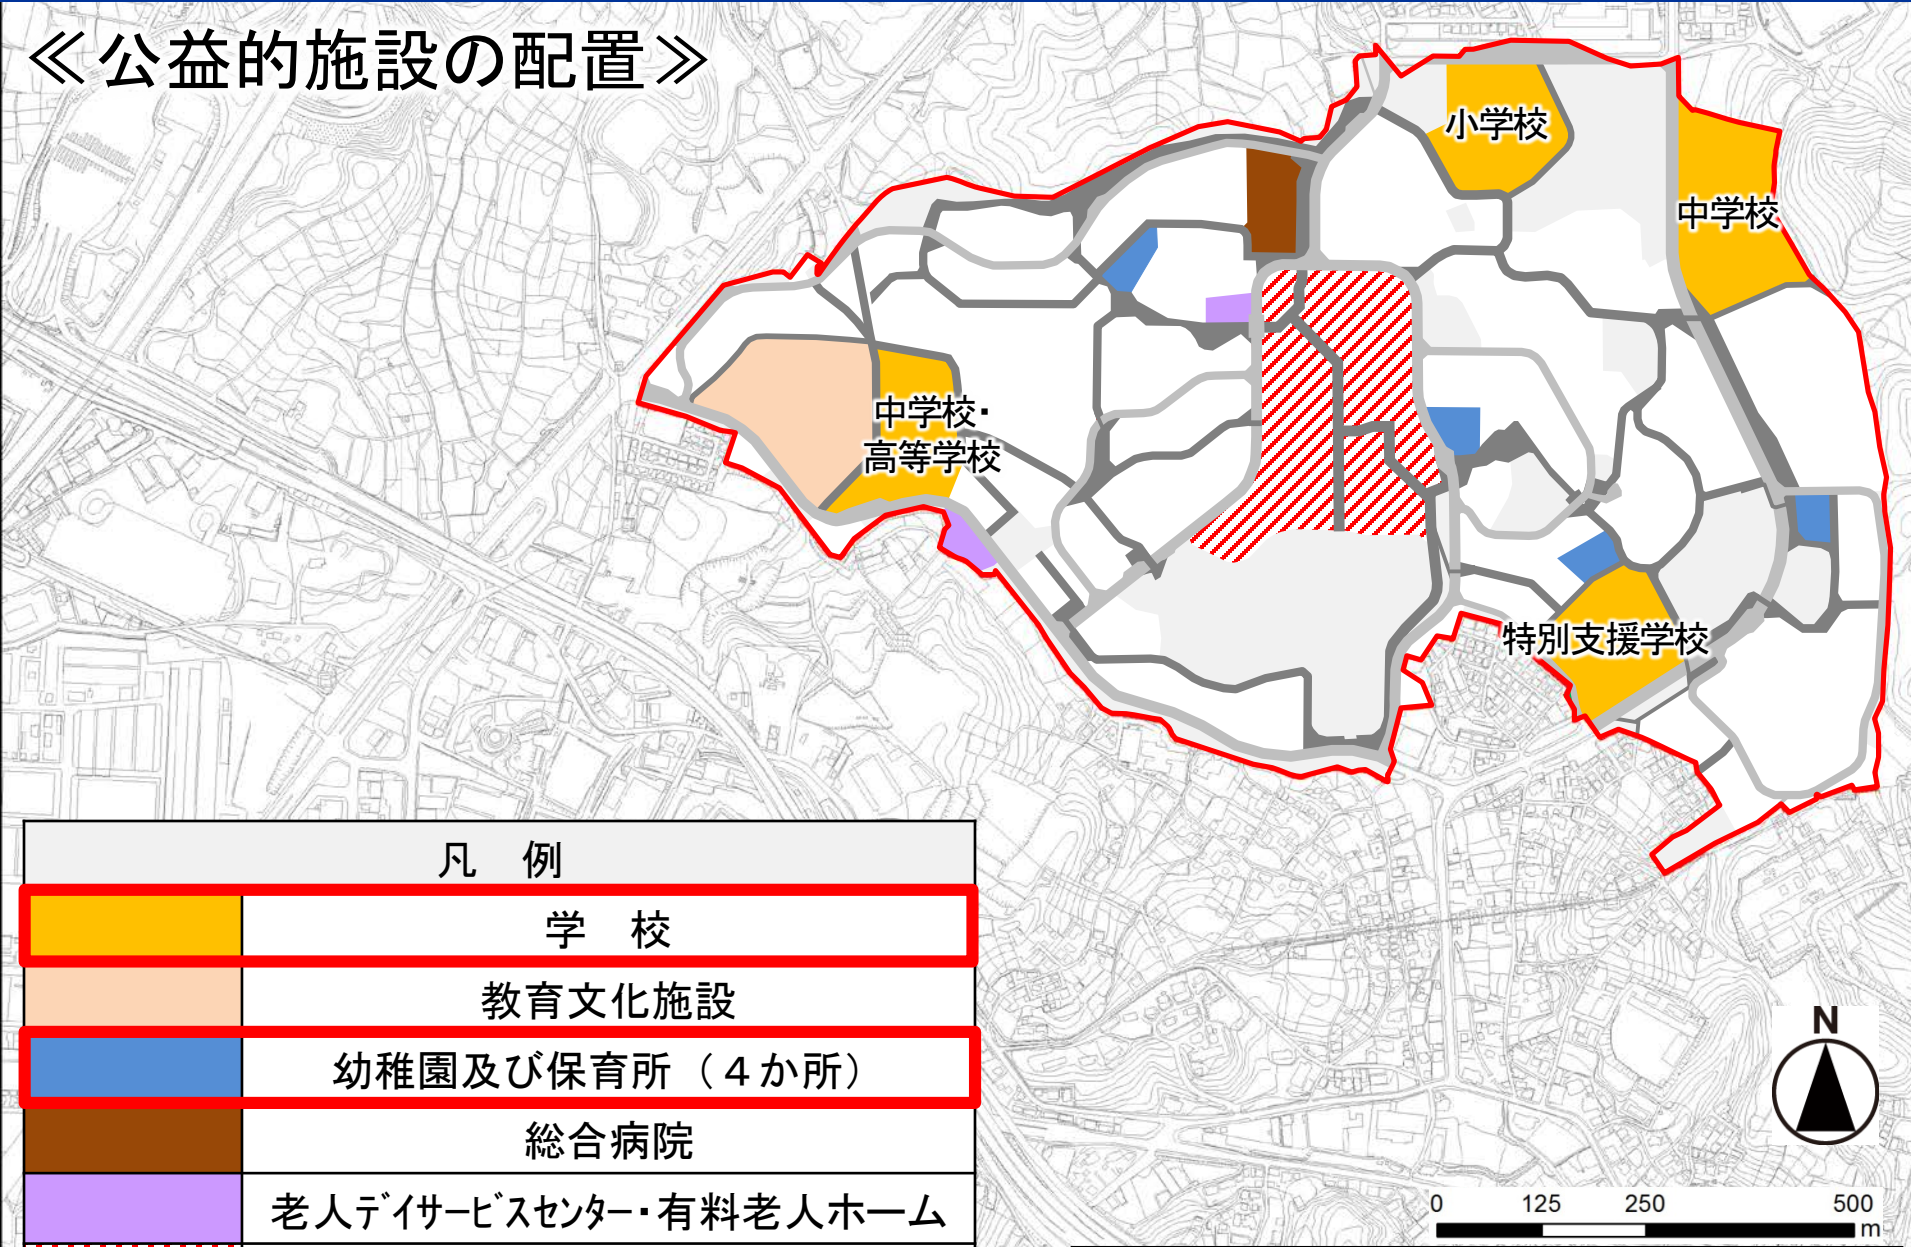 ≪公益的施設の配置≫
小学校
中学校
中学校・
高等学校
特別支援学校
凡　例
学　校
教育文化施設
幼稚園及び保育所（４か所）
総合病院
老人ﾃﾞｲｻｰﾋﾞｽｾﾝﾀｰ・有料老人ホーム
N
0 125 250 500
m